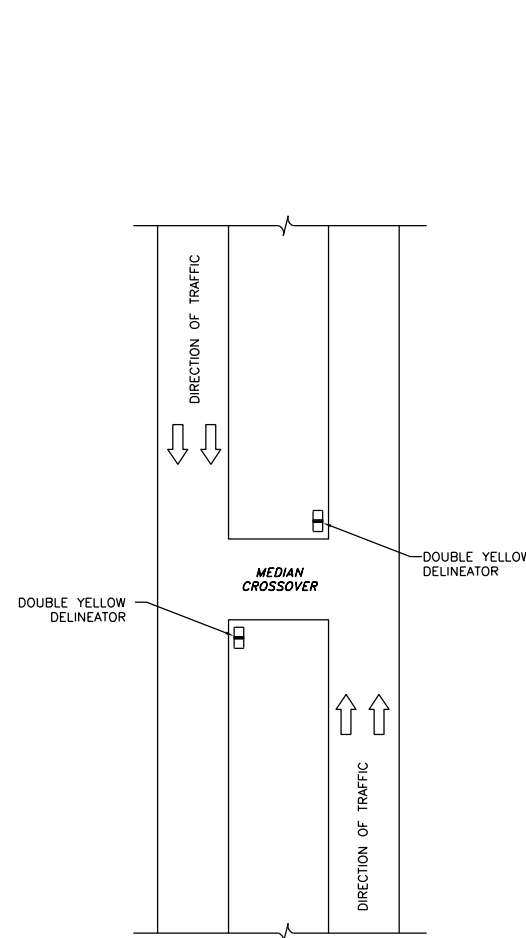 DIRECTION OF TRAFFIC
DOUBLE YELLOW
DELINEATOR
MEDIAN
CROSSOVER
DOUBLE YELLOW
DELINEATOR
DIRECTION OF TRAFFIC